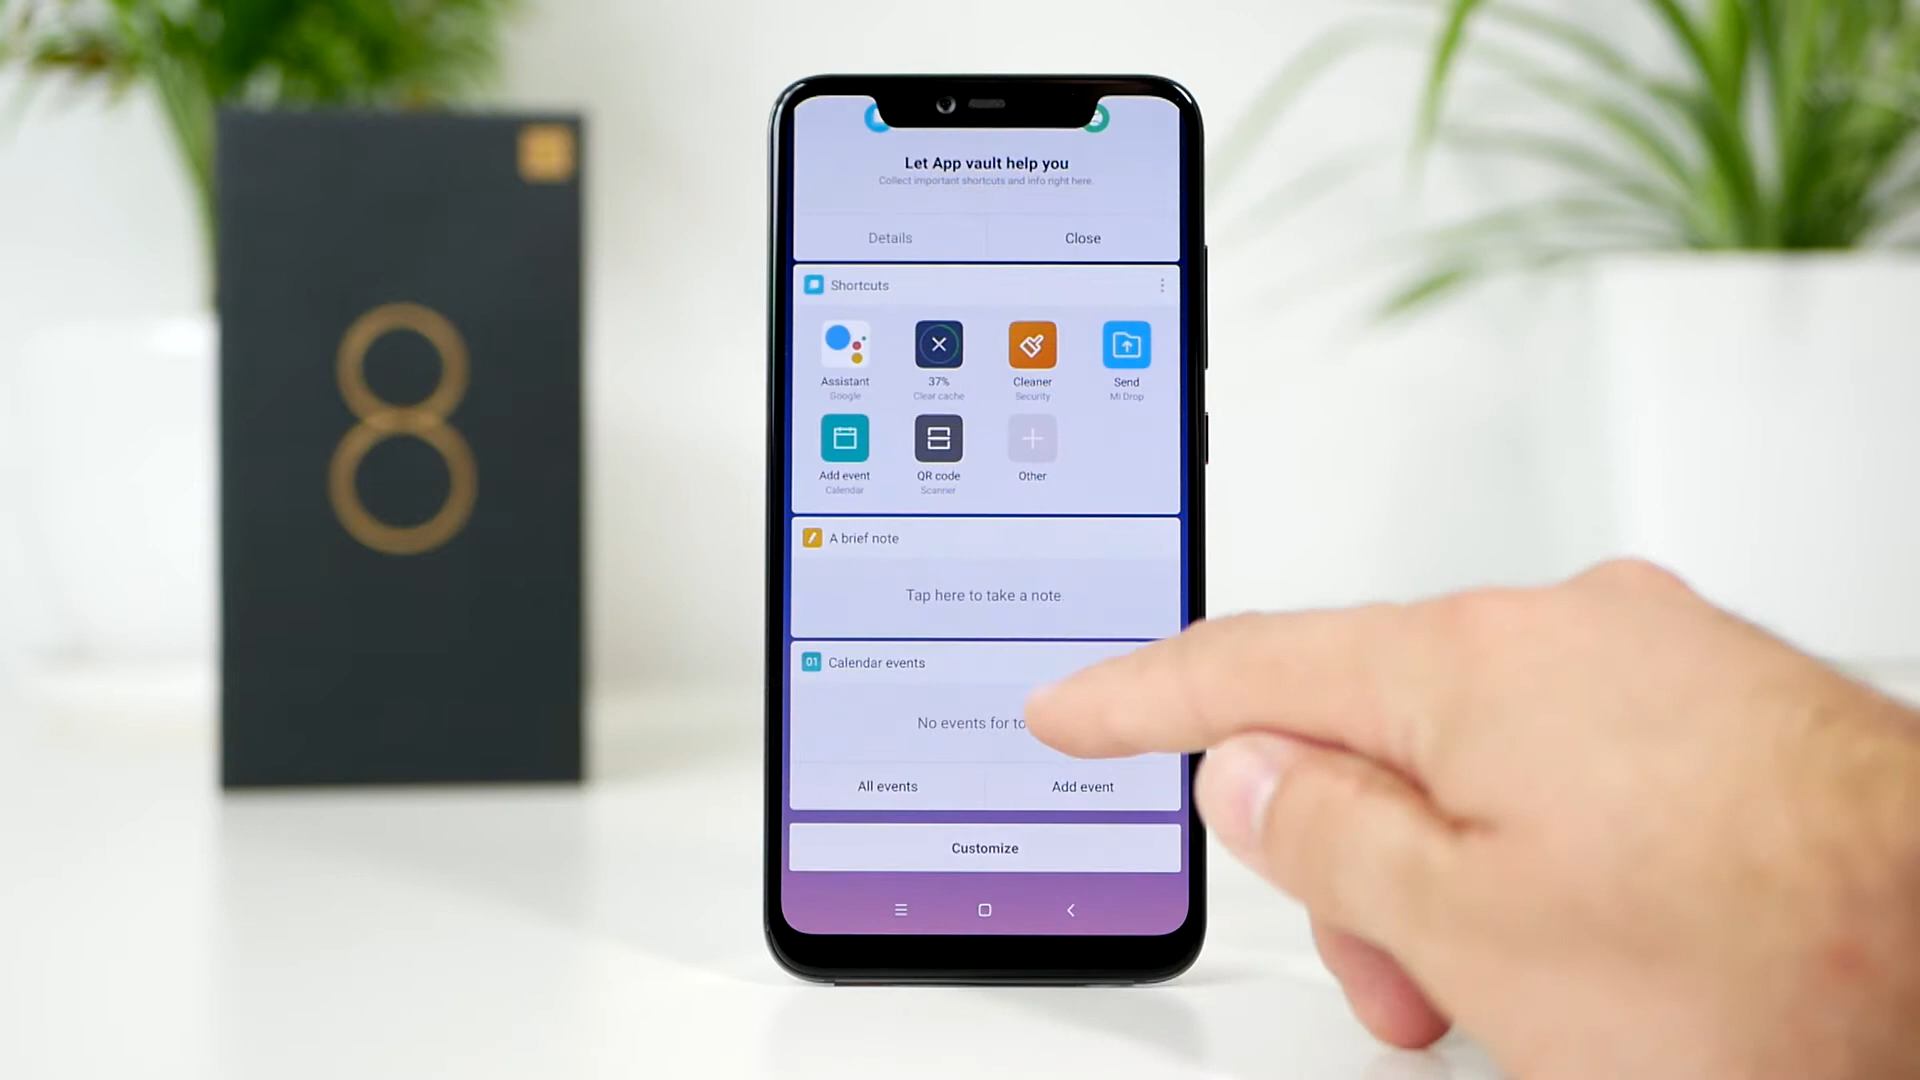 8
Let App vault help you
Collect important shortcuts and info right here.
Details Close
Shortcuts
Assistant 37% Cleaner Send
Google Clear cache Security Mi Drop
Add event QR code Other
Calendar Scanner
A brief note
Tap here to take a note
01 Calendar events
No events for to
All events Add event
Customize